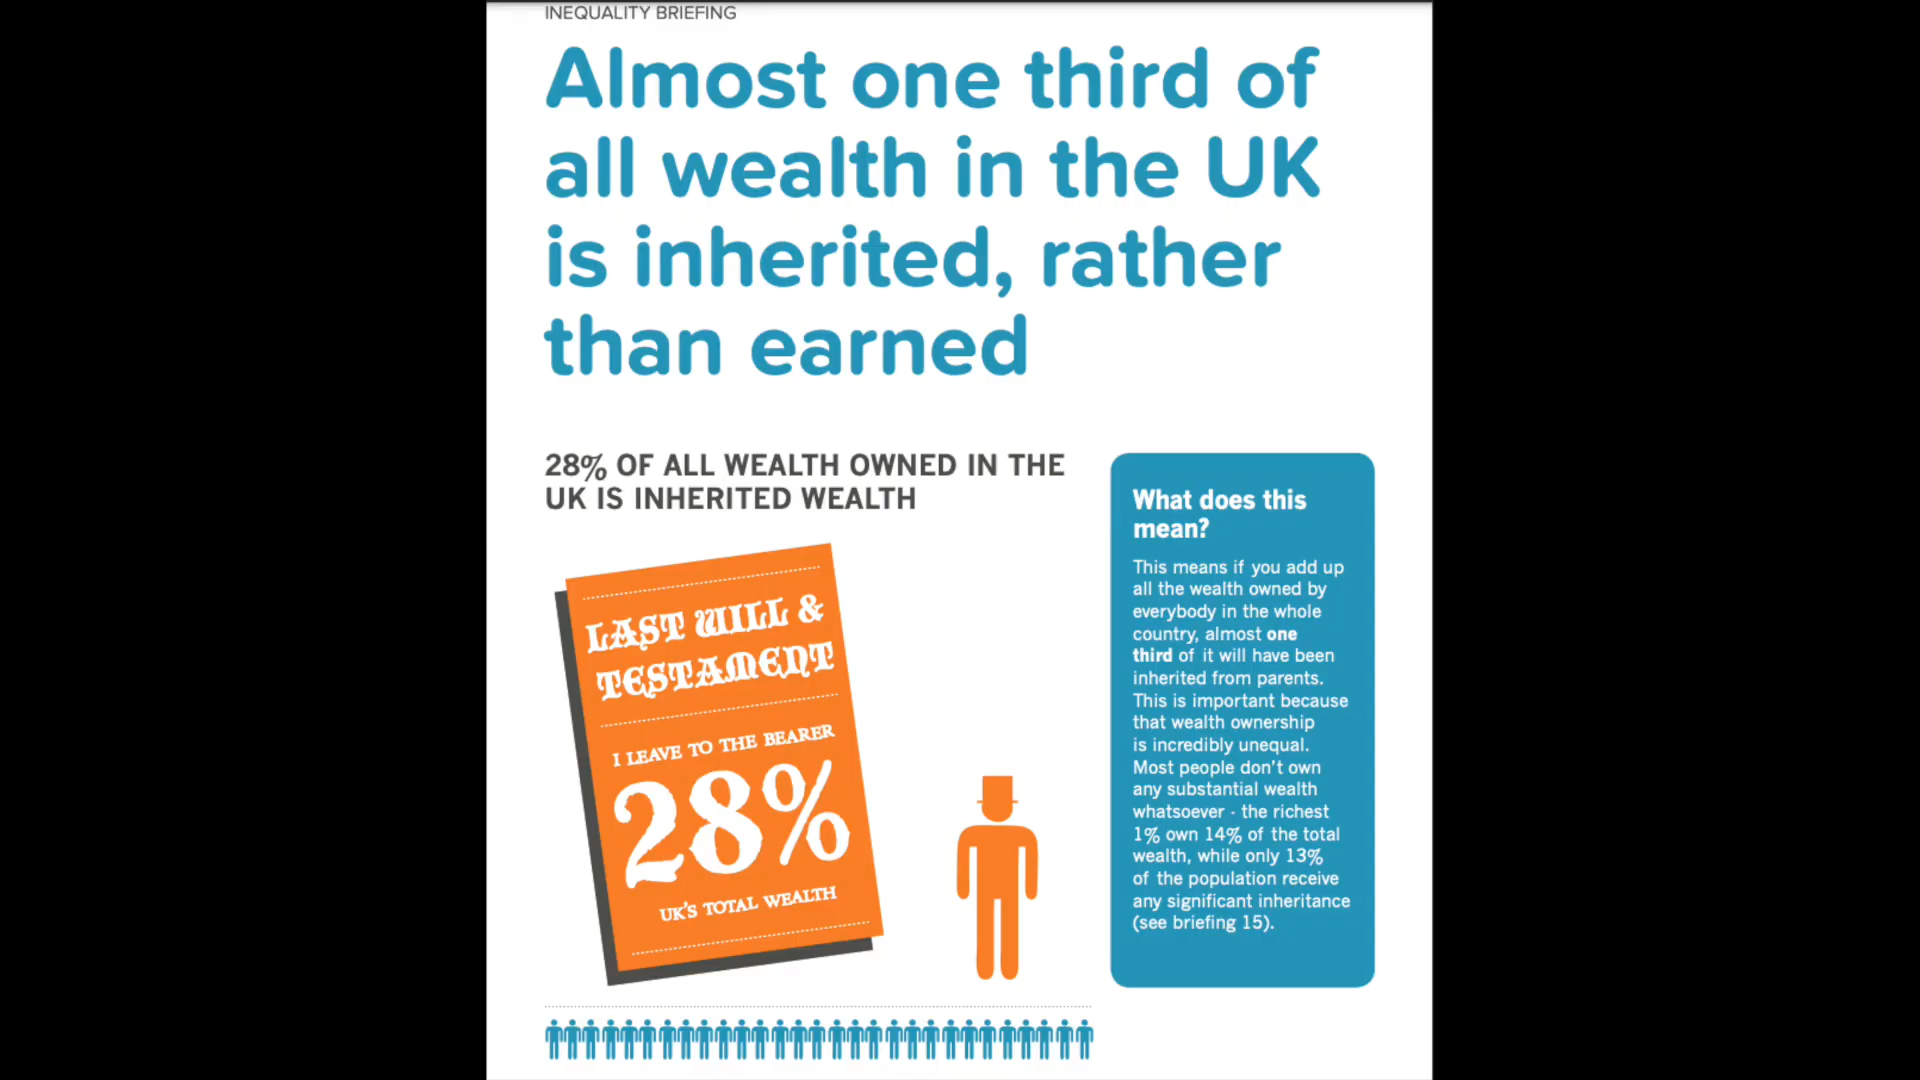 INEQUALITY BRIEFING
Almost one third of
all wealth in the UK
is inherited, rather
than earned
28% OF ALL WEALTH OWNED IN THE
UK IS INHERITED WEALTH
LAST WILL &
TESTAMENT
I LEAVE TO THE BEARER
28%
UK'S TOTAL WEALTH
What does this
mean?
This means if you add up
all the wealth owned by
everybody in the whole
country, almost one
third of it will have been
inherited from parents.
This is important because
that wealth ownership
is incredibly unequal.
Most people don't own
any substantial wealth
whatsoever - the richest
1% own 14% of the total
wealth, while only 13%
of the population receive
any significant inheritance
(see briefing 15).